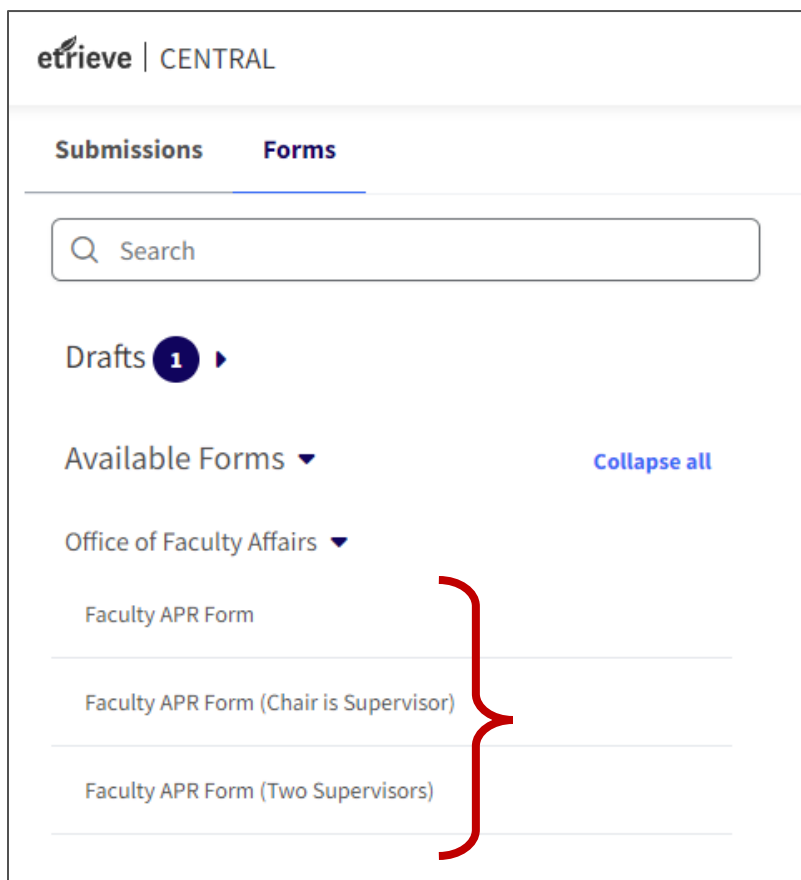 etrieve | CENTRAL
Submissions Forms
Search
Drafts 1
Available Forms Collapse all
Office of Faculty Affairs
Faculty APR Form
Faculty APR Form (Chair is Supervisor)
Faculty APR Form (Two Supervisors)